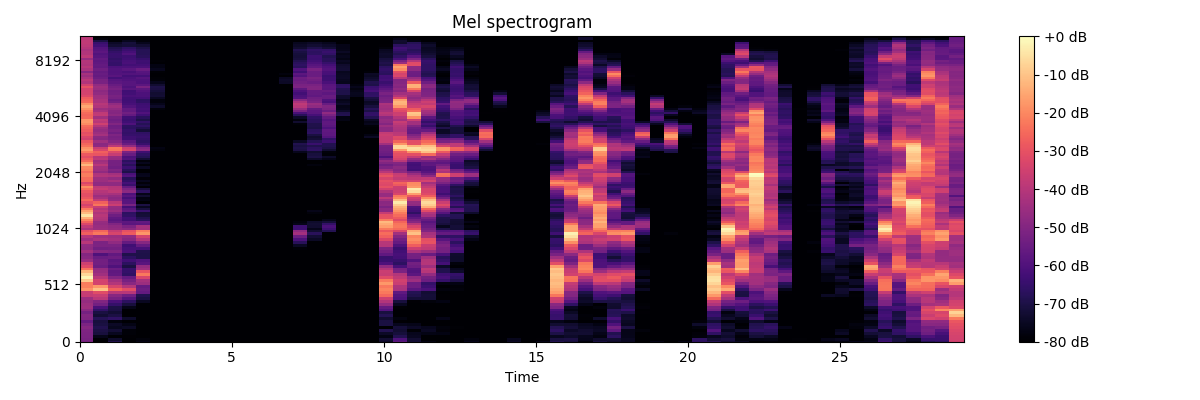 Mel spectrogram
8192
4096
2048
1024
512
0
Hz
0 5 10 15 20 25
Time
+0 dB
-10 dB
-20 dB
-30 dB
-40 dB
-50 dB
-60 dB
-70 dB
-80 dB